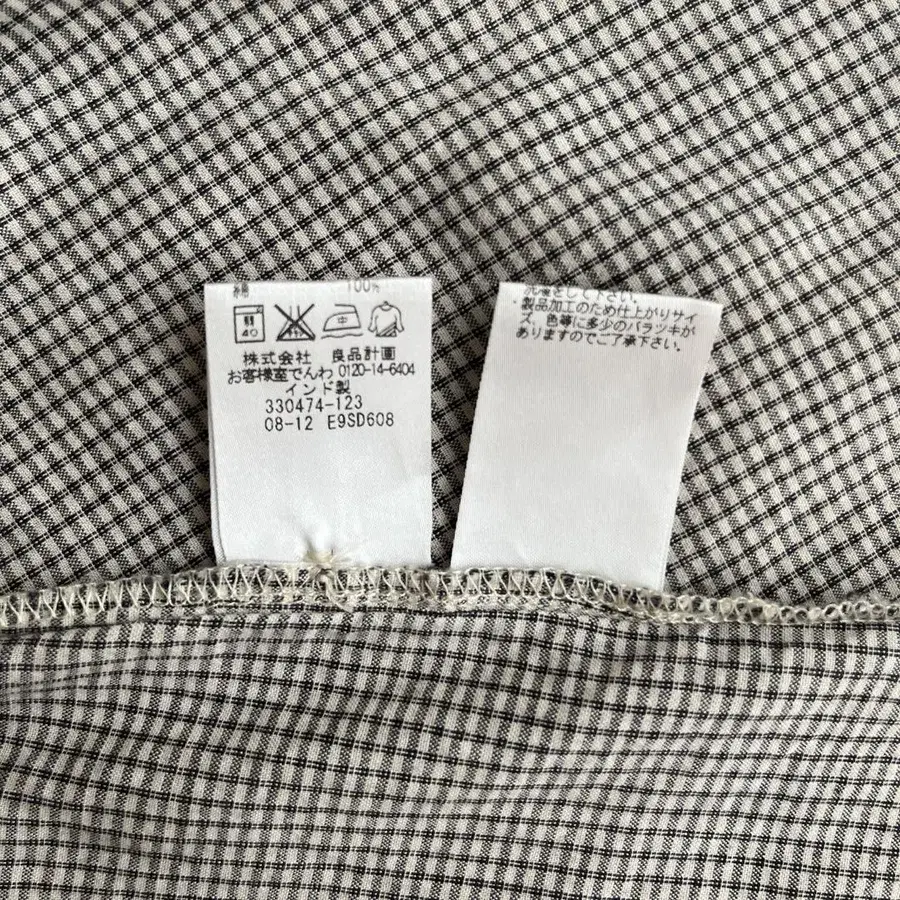 綿 100%
弱
40
中
株式会社 良品計画
お客様室でんわ 0120-14-6404
インド製
330474-123
08-12 E9SD608
洗濯をして下さい。
・製品加工のため仕上がりサイ
ズ、色等に多少のバラツキが
ありますのでご了承下さい。